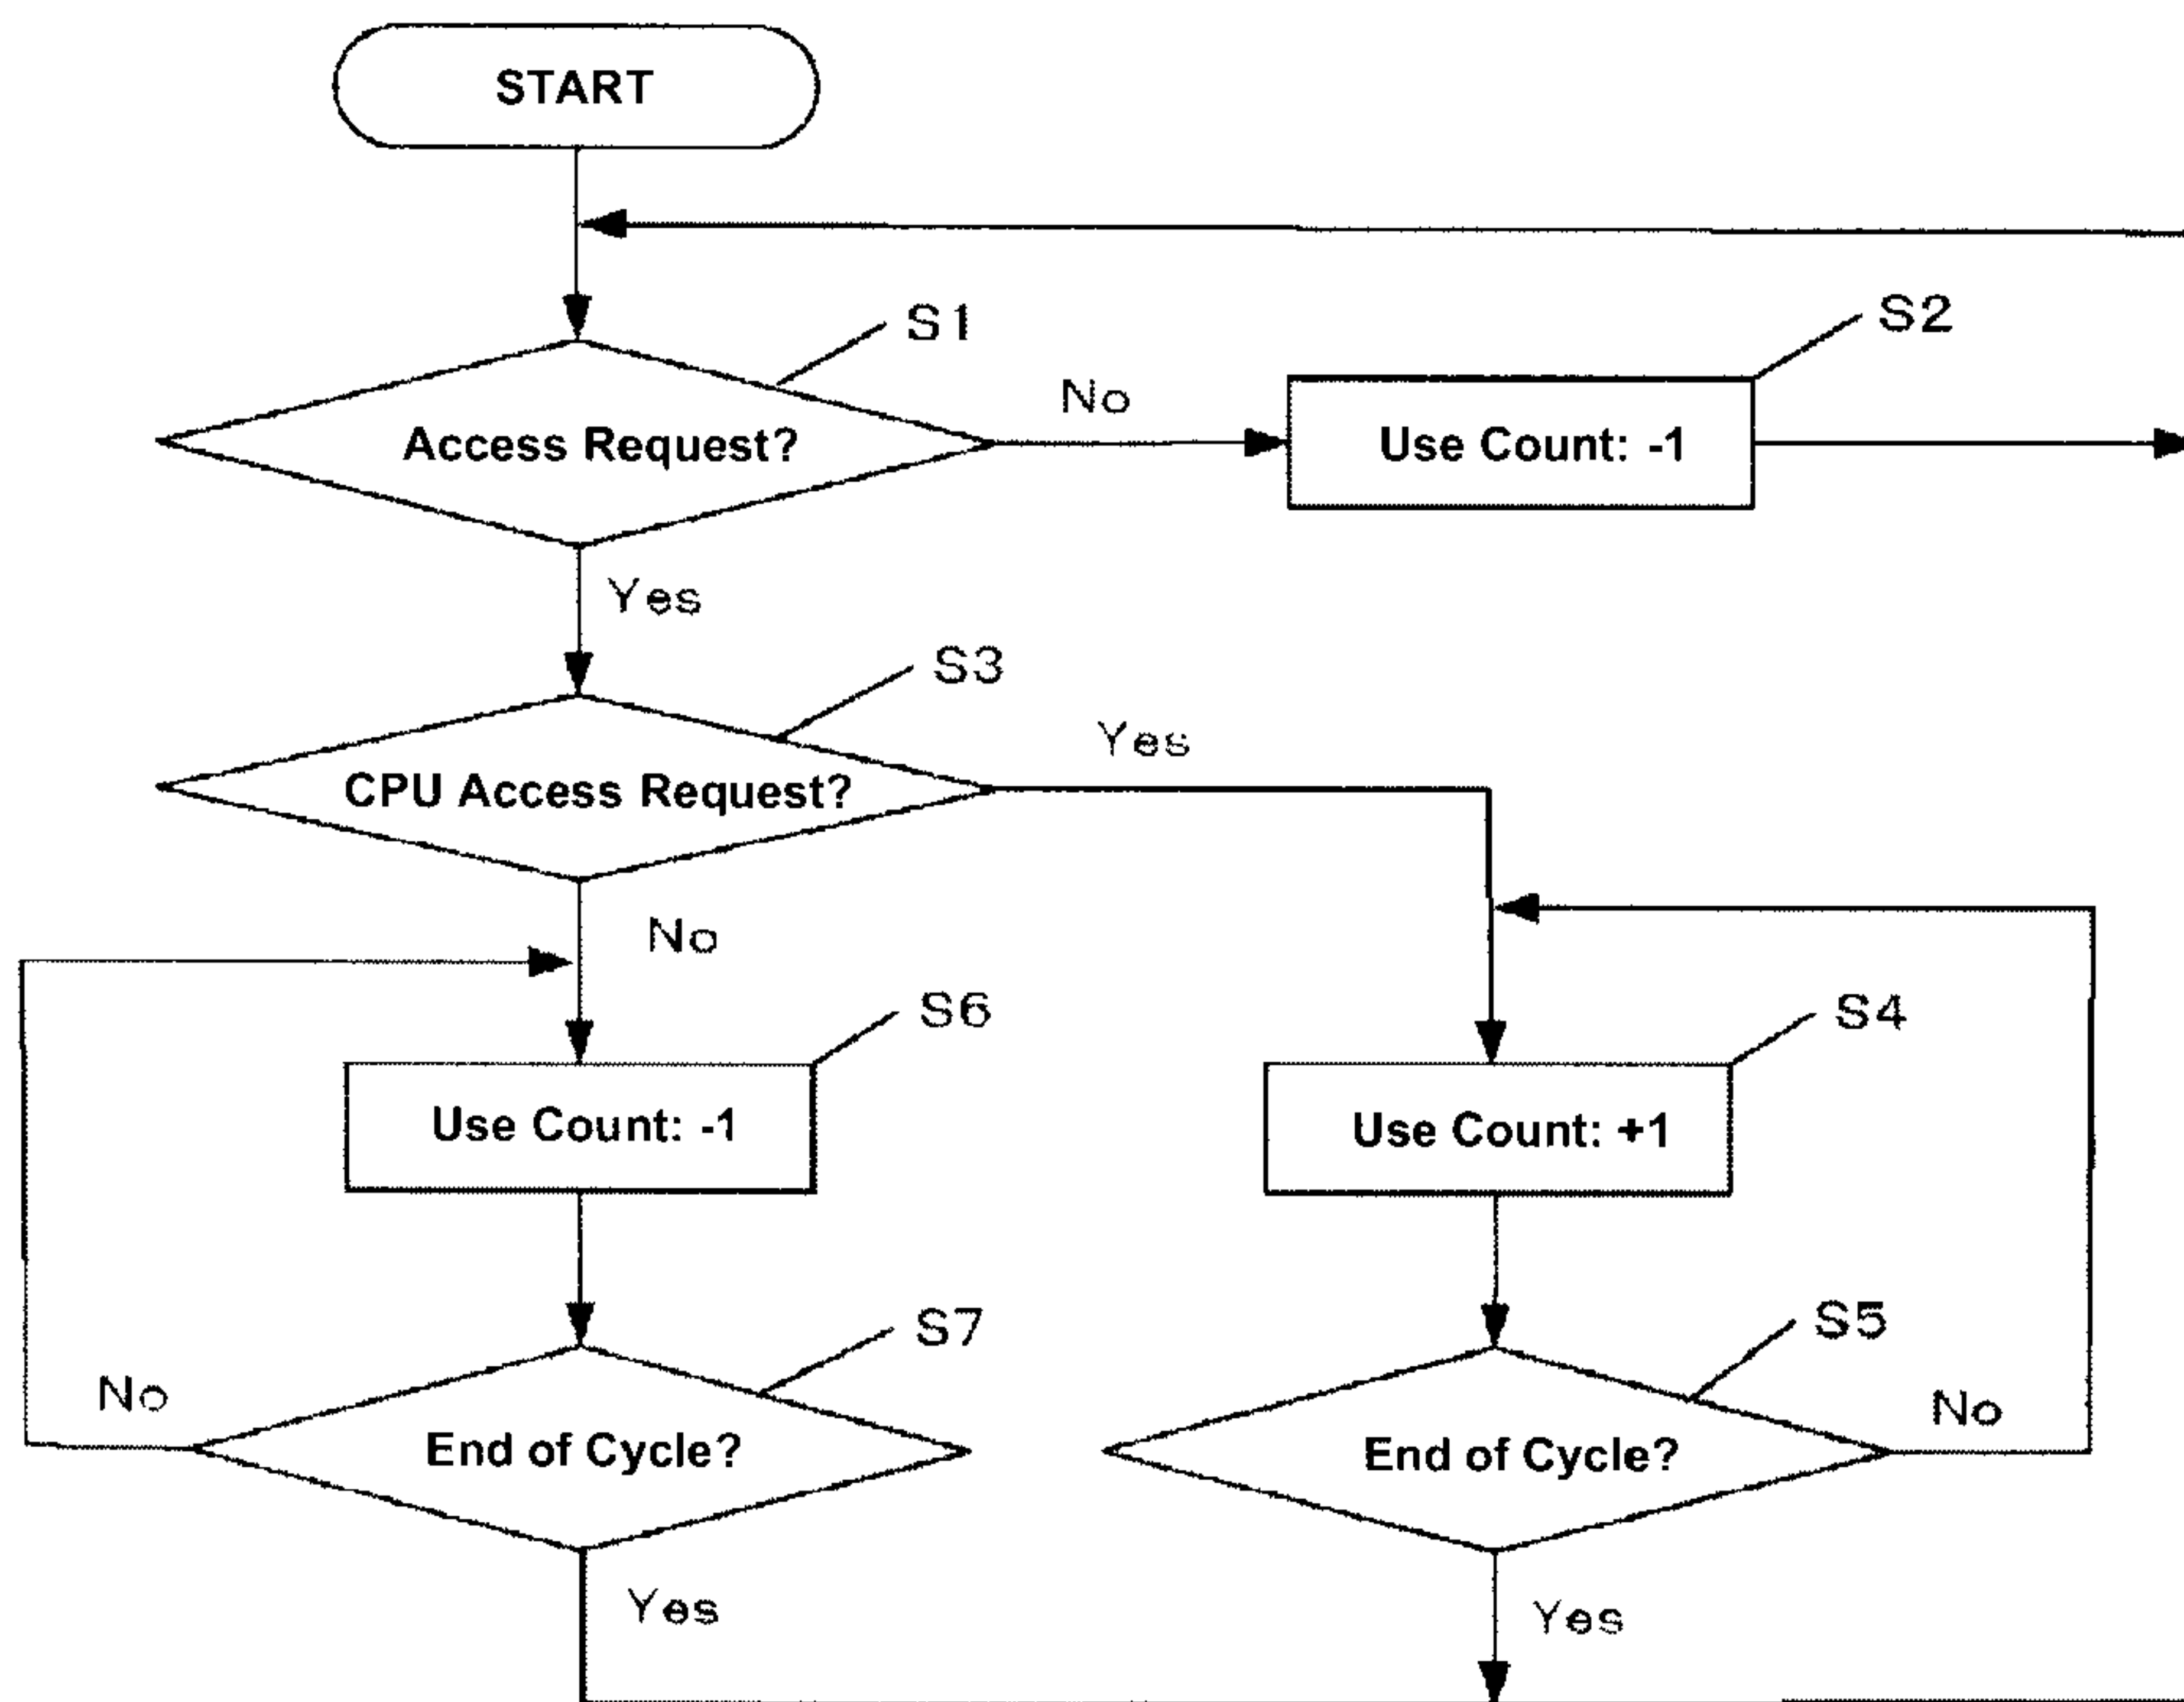 START
S1
S2
No
Access Request?
Use Count: -1
Yes
S3
Yes
CPU Access Request?
No
S6
S4
Use Count: -1
Use Count: +1
S7
S5
No
No
End of Cycle?
End of Cycle?
Yes
Yes